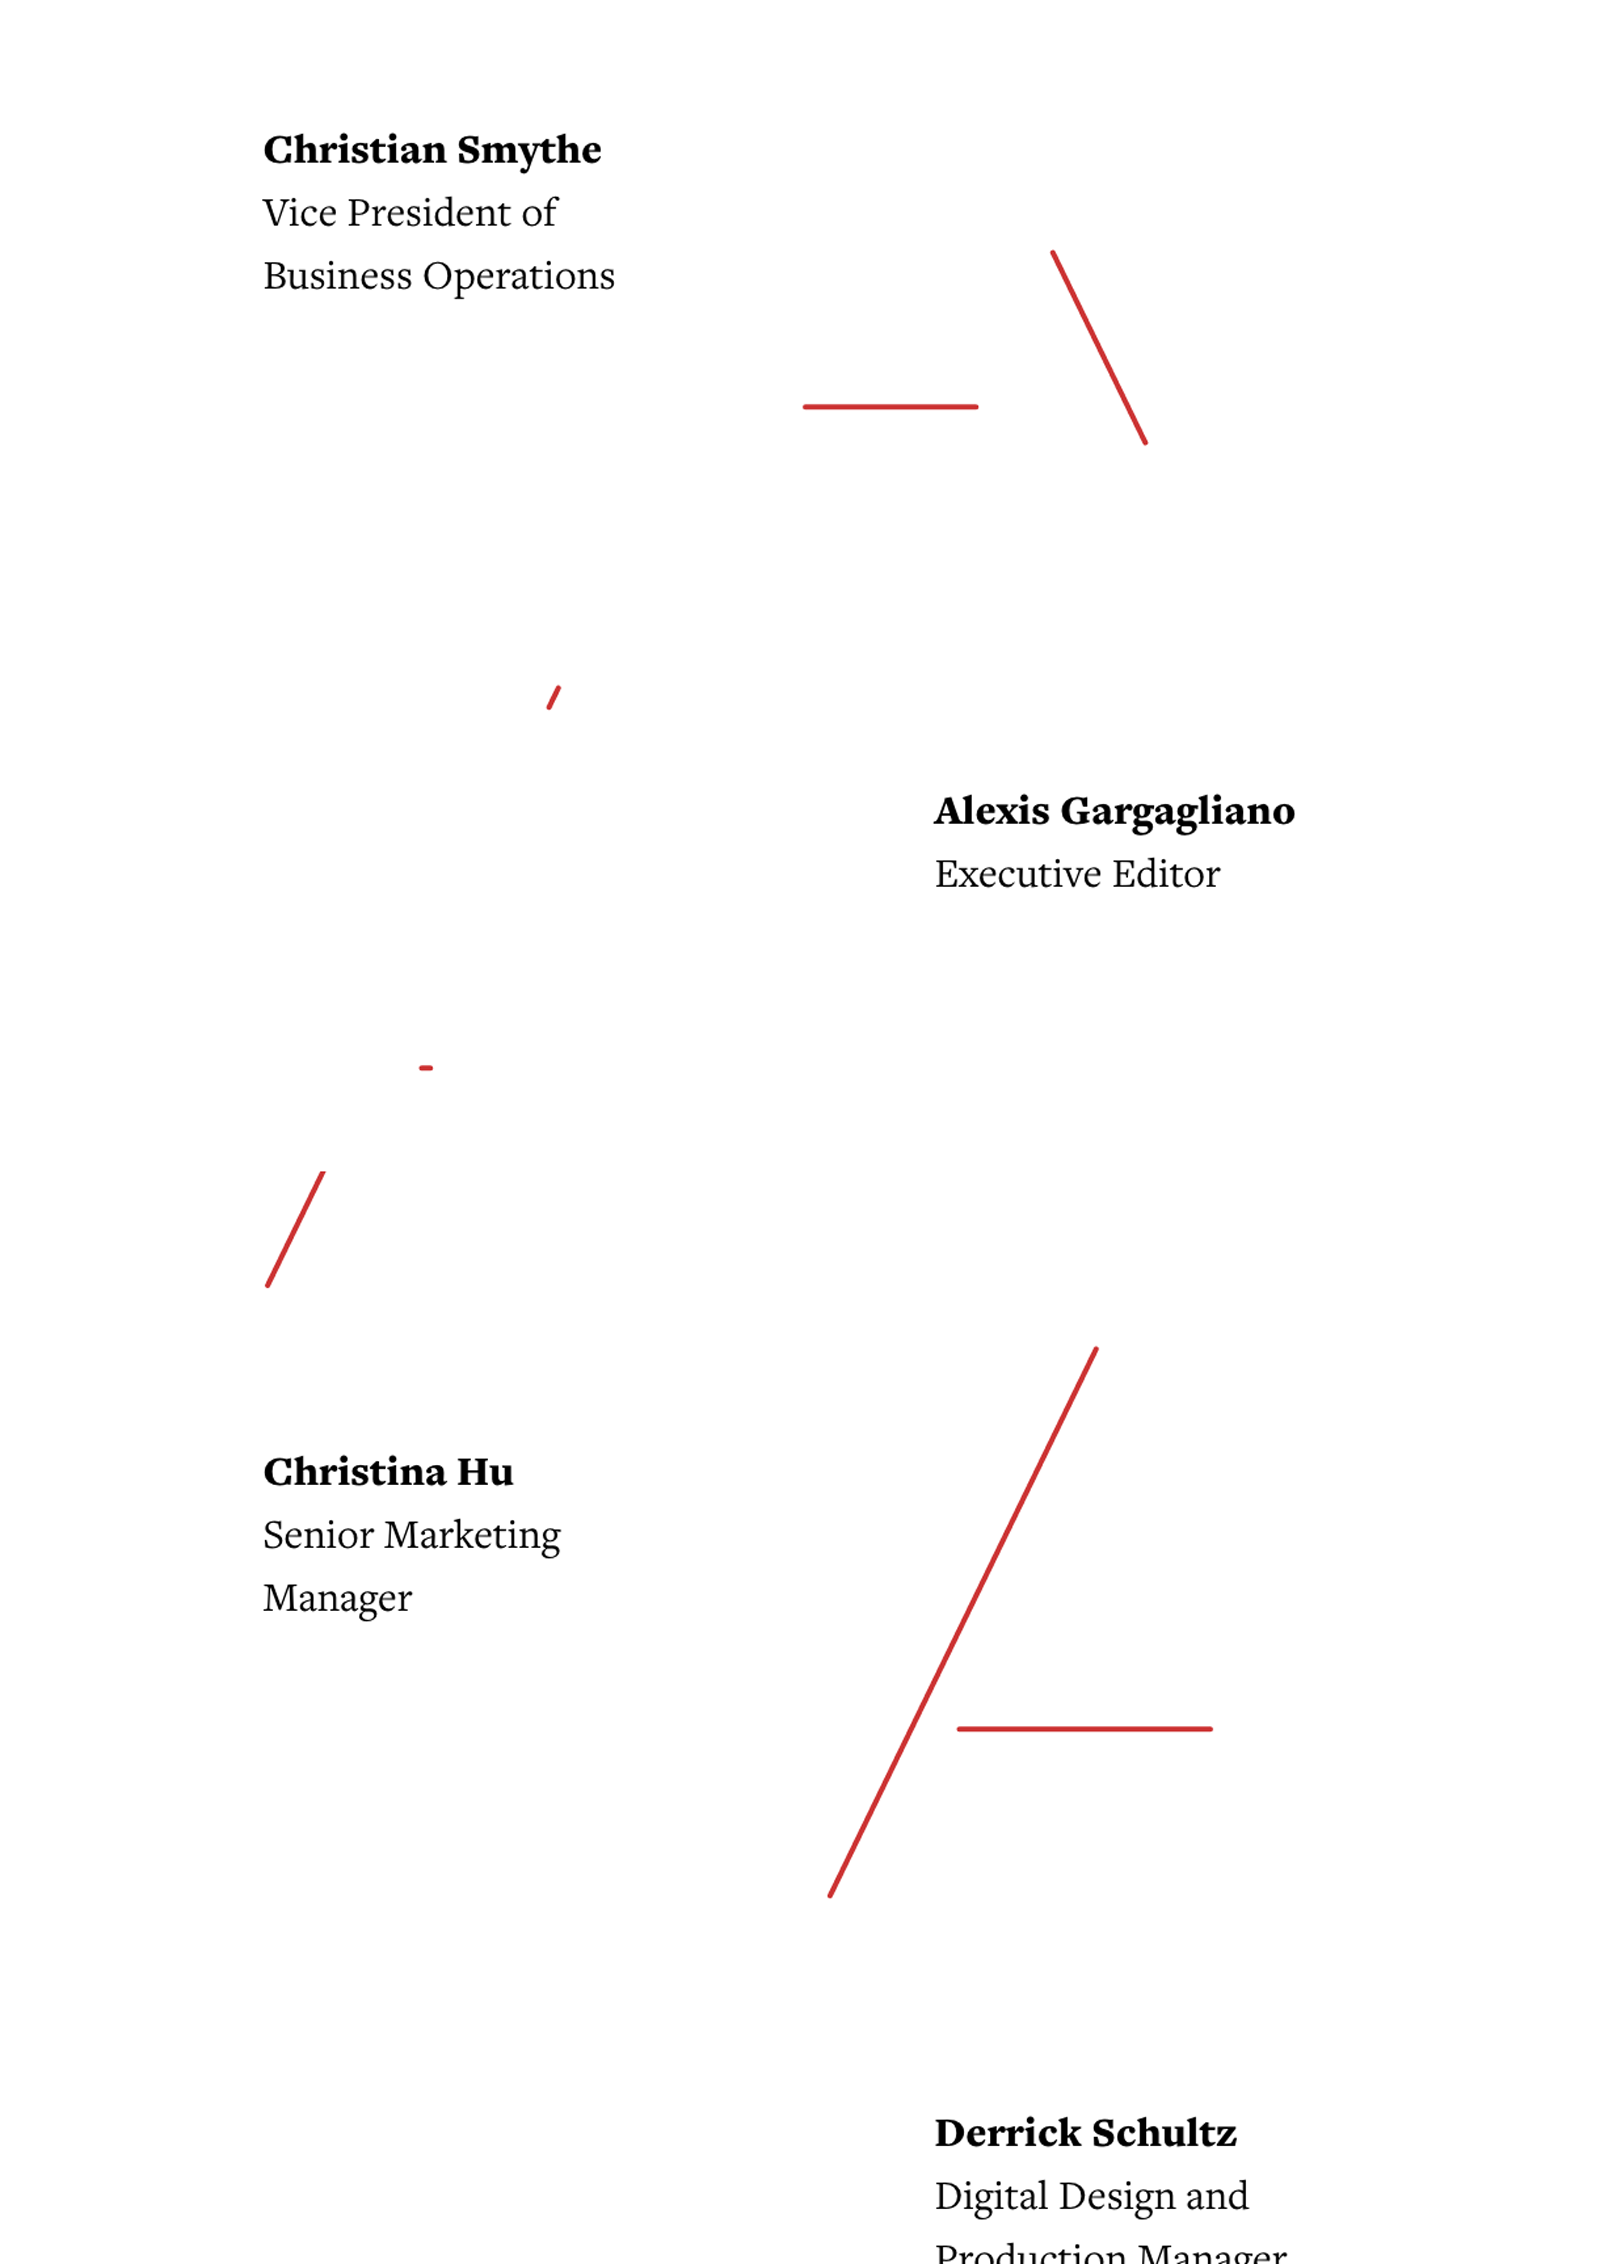 Christian Smythe
Vice President of
Business Operations
Alexis Gargagliano
Executive Editor
Christina Hu
Senior Marketing
Manager
Derrick Schultz
Digital Design and
Production Manager